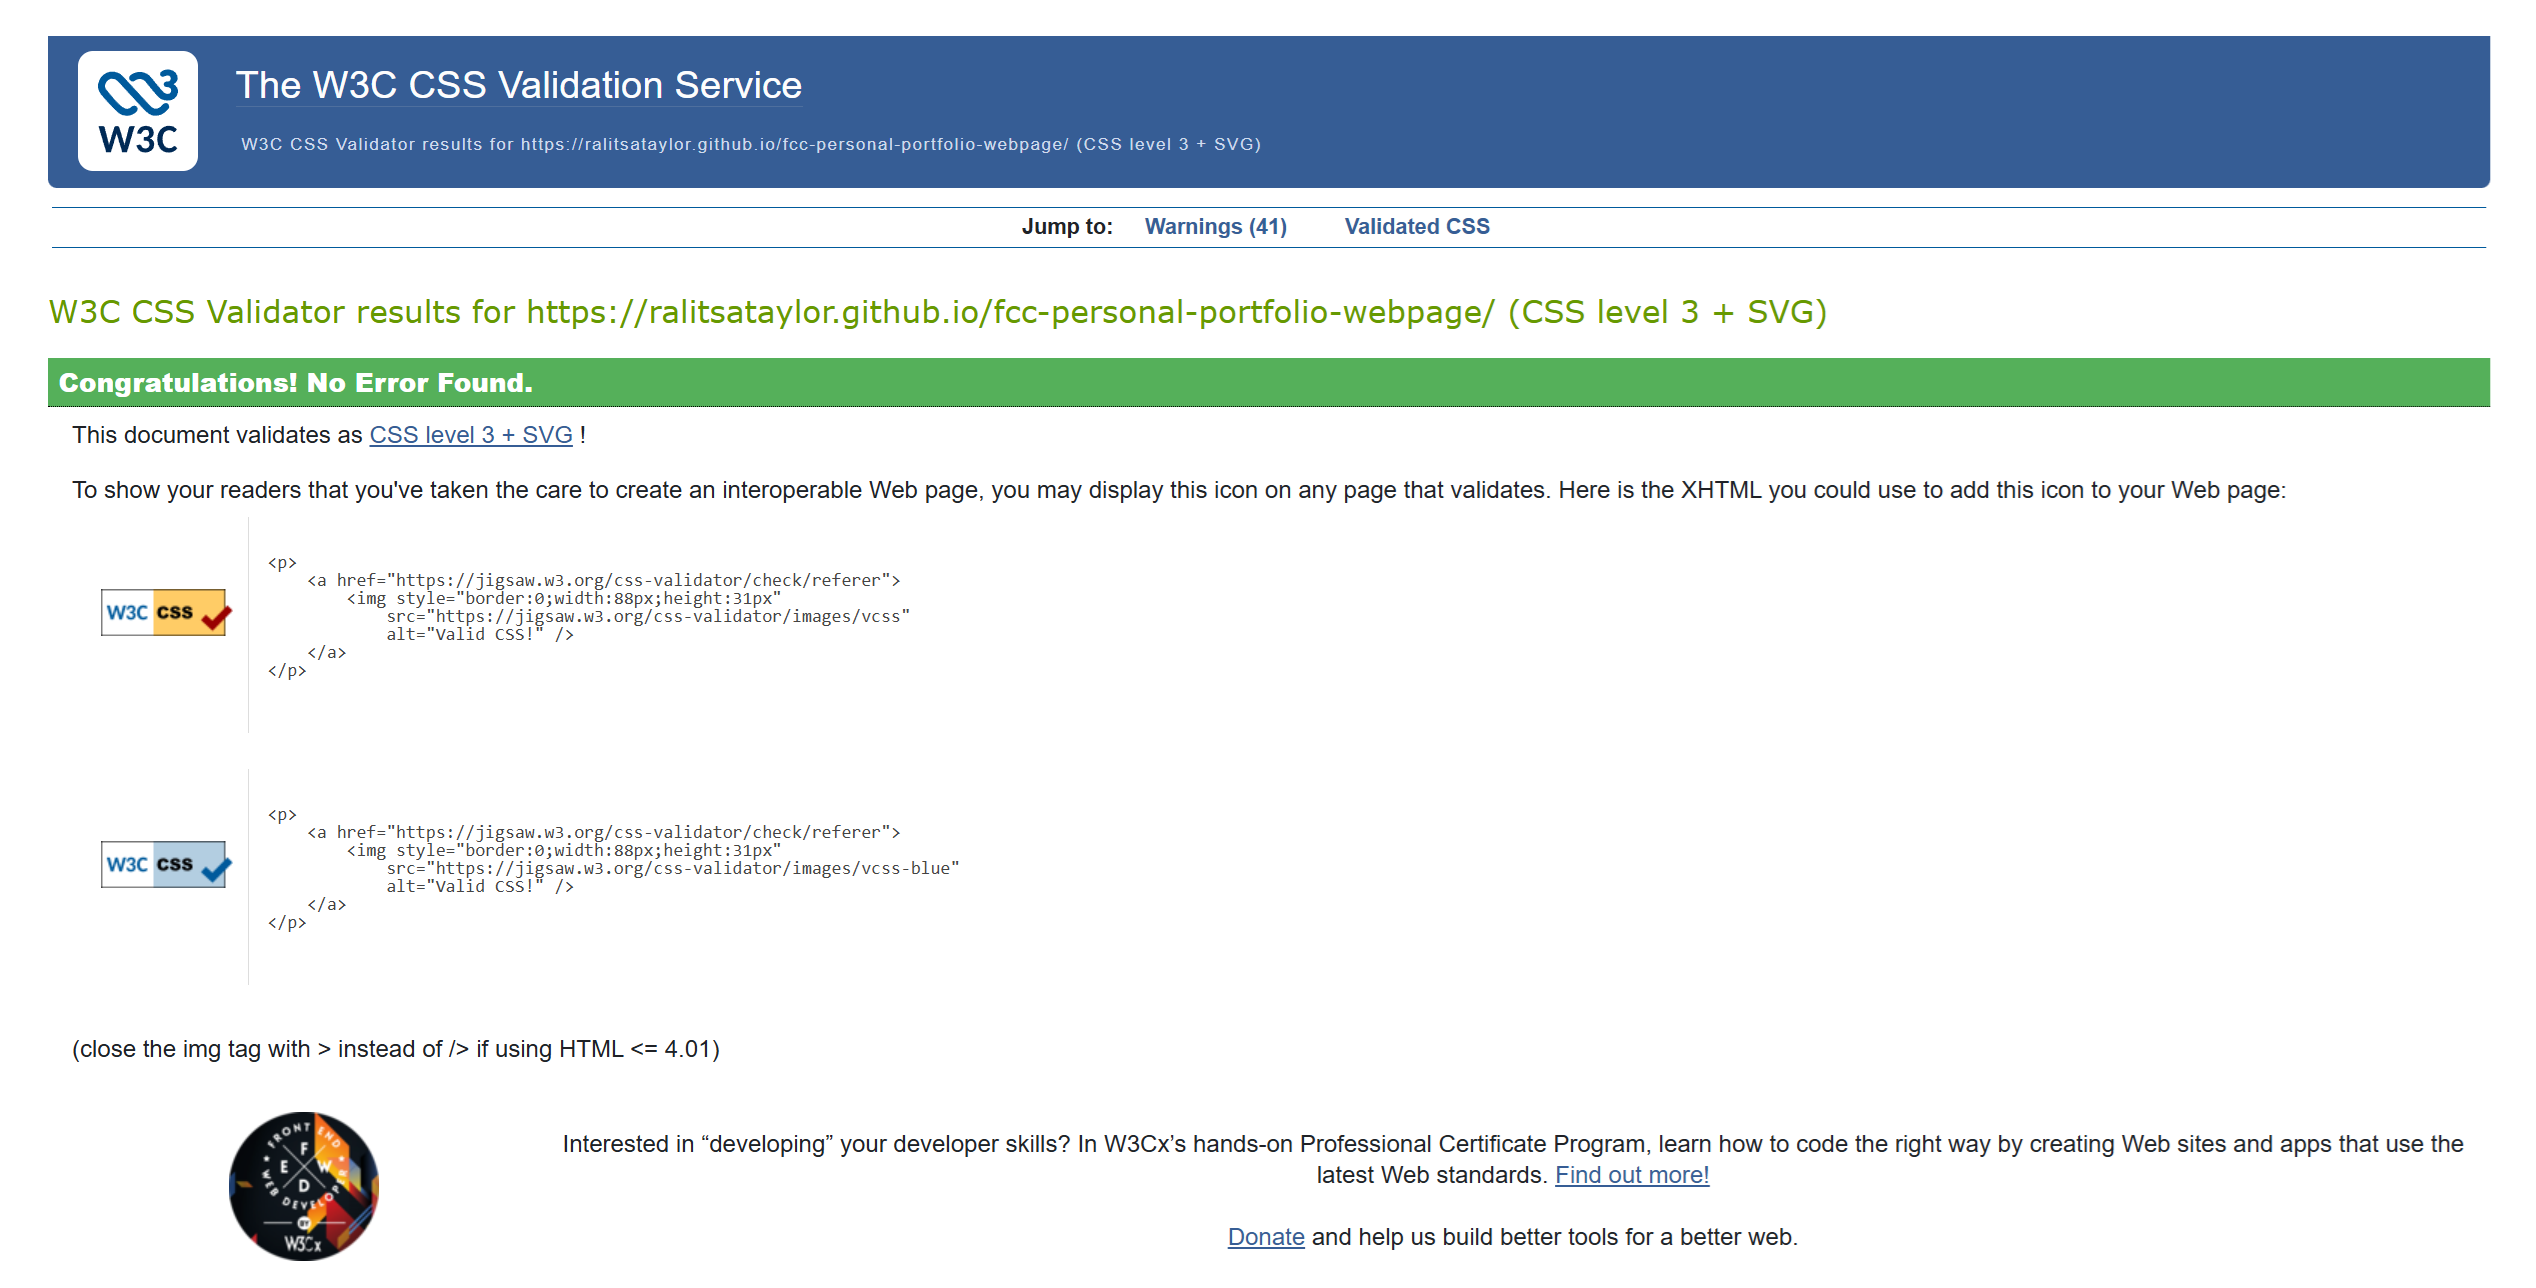 W3C
The W3C CSS Validation Service
W3C CSS Validator results for https://ralitsataylor.github.io/fcc-personal-portfolio-webpage/ (CSS level 3 + SVG)
Jump to: Warnings (41) Validated CSS
W3C CSS Validator results for https://ralitsataylor.github.io/fcc-personal-portfolio-webpage/ (CSS level 3 + SVG)
Congratulations! No Error Found.
This document validates as CSS level 3 + SVG !
To show your readers that you've taken the care to create an interoperable Web page, you may display this icon on any page that validates. Here is the XHTML you could use to add this icon to your Web page:
W3C css
<p>
    <a href="https://jigsaw.w3.org/css-validator/check/referer">
        <img style="border:0;width:88px;height:31px"
            src="https://jigsaw.w3.org/css-validator/images/vcss"
            alt="Valid CSS!" />
    </a>
</p>
W3C css
<p>
    <a href="https://jigsaw.w3.org/css-validator/check/referer">
        <img style="border:0;width:88px;height:31px"
            src="https://jigsaw.w3.org/css-validator/images/vcss-blue"
            alt="Valid CSS!" />
    </a>
</p>
(close the img tag with > instead of /> if using HTML <= 4.01)
FRONT END
F
E W
D
WEB DEVELOPER
BY
W3Cx
Interested in “developing” your developer skills? In W3Cx’s hands-on Professional Certificate Program, learn how to code the right way by creating Web sites and apps that use the
latest Web standards. Find out more!
Donate and help us build better tools for a better web.